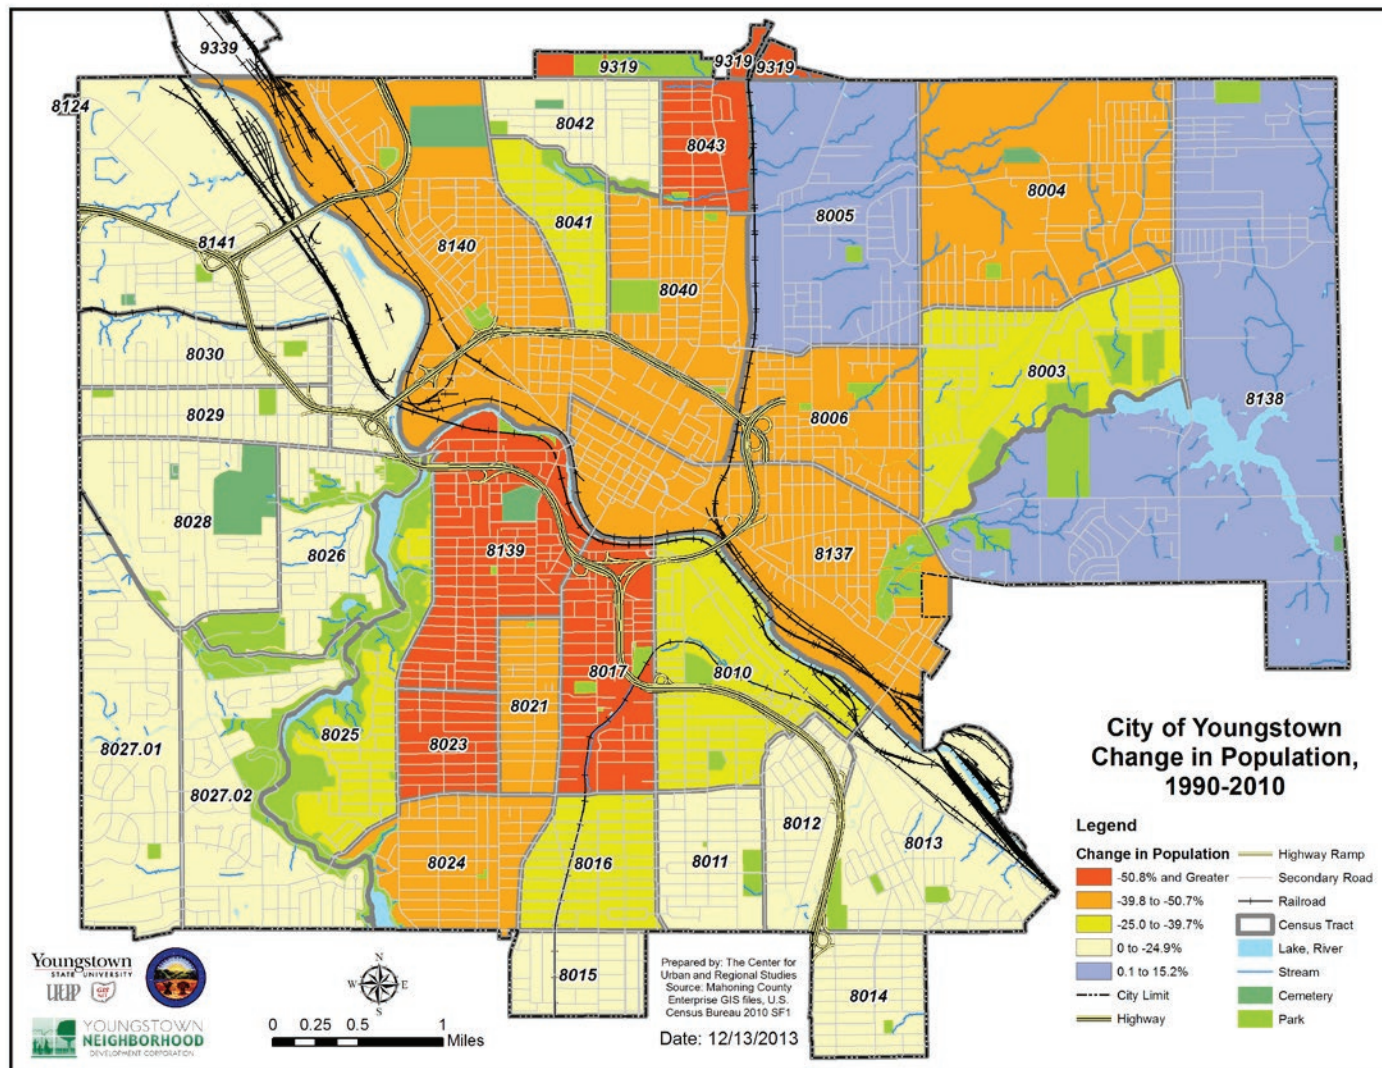 9339
9319
9319
9319
8124
8042
8043
8004
8005
8041
8141
8140
8040
8030
8003
8138
8029
8006
8028
8026
8139
8137
8017
8010
8021
8025
8023
8027.01
8027.02
8012
8013
8024
8016
8011
8015
8014
City of Youngstown
Change in Population,
1990-2010
Legend
Change in Population
-50.8% and Greater
-39.8 to -50.7%
-25.0 to -39.7%
0 to -24.9%
0.1 to 15.2%
City Limit
Highway
Highway Ramp
Secondary Road
Railroad
Census Tract
Lake, River
Stream
Cemetery
Park
Youngstown
STATE UNIVERSITY
YOUNGSTOWN
NEIGHBORHOOD
DEVELOPMENT CORPORATION
N
W
E
S
0 0.25 0.5 1
Miles
Prepared by: The Center for
Urban and Regional Studies
Source: Mahoning County
Enterprise GIS files, U.S.
Census Bureau 2010 SF1
Date: 12/13/2013